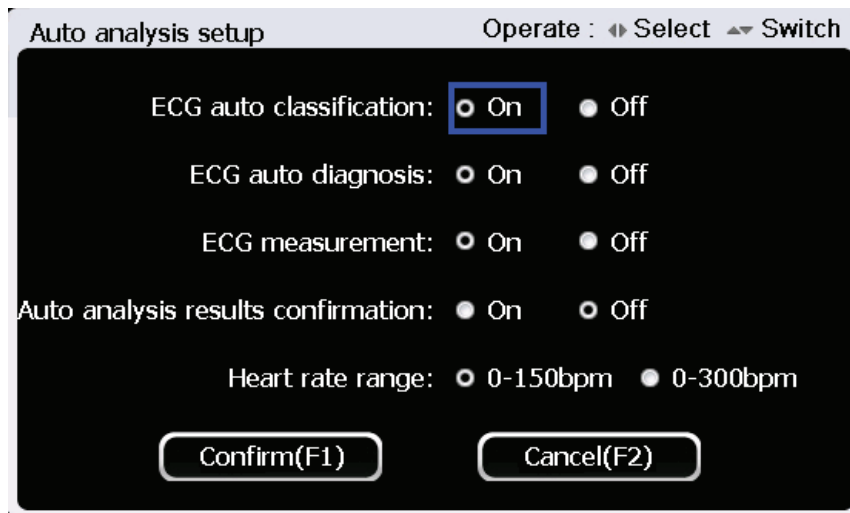 Auto analysis setup Operate : Select Switch
ECG auto classification: On Off
ECG auto diagnosis: On Off
ECG measurement: On Off
Auto analysis results confirmation: On Off
Heart rate range: 0-150bpm 0-300bpm
Confirm(F1) Cancel(F2)